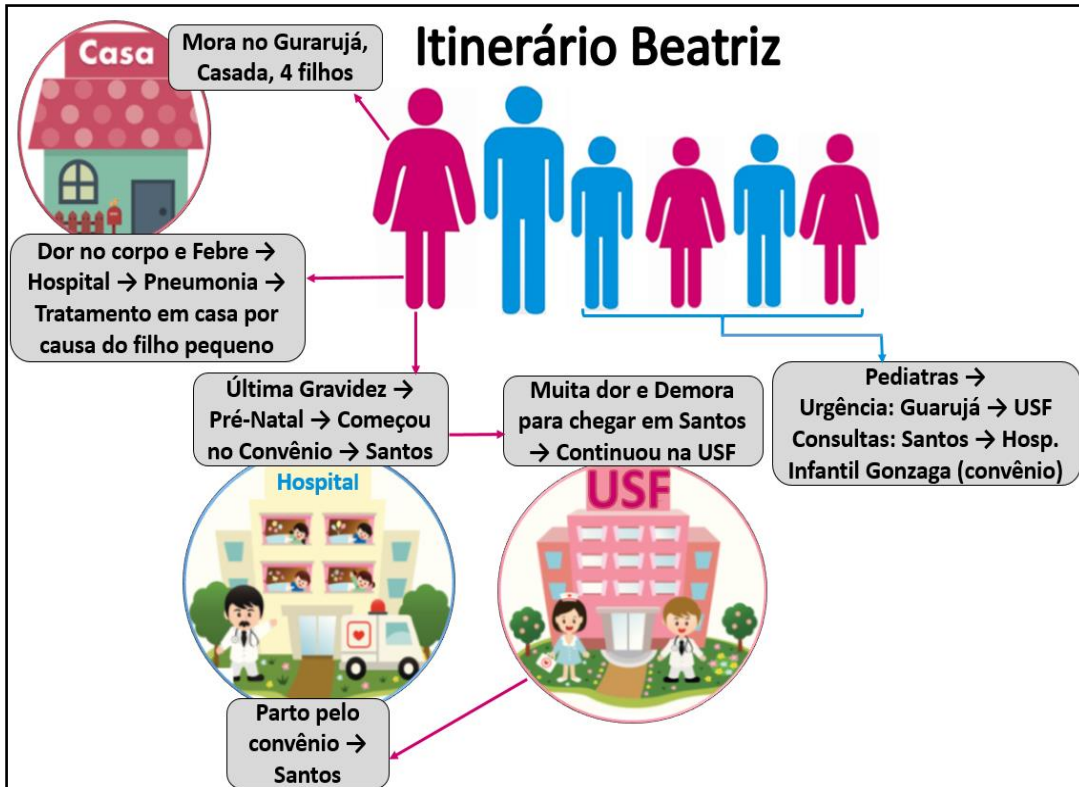 Itinerário Beatriz
Casa
Mora no Gurarujá,
Casada, 4 filhos
Dor no corpo e Febre →
Hospital → Pneumonia →
Tratamento em casa por
causa do filho pequeno
Última Gravidez →
Pré-Natal → Começou
no Convênio → Santos
Muita dor e Demora
para chegar em Santos
→ Continuou na USF
Pediatras →
Urgência: Guarujá → USF
Consultas: Santos → Hosp.
Infantil Gonzaga (convênio)
Hospital
USF
Parto pelo
convênio →
Santos